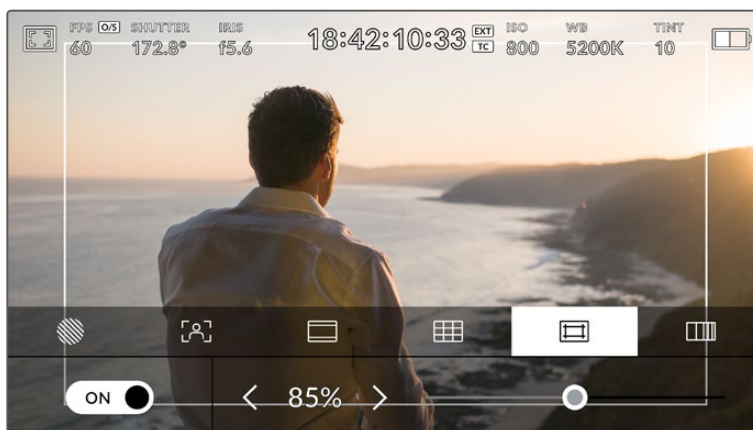 FPS O/S SHUTTER IRIS 18:42:10:33 EXT TC ISO WB TINT
60 172.8° f5.6 800 5200K 10
ON 85%